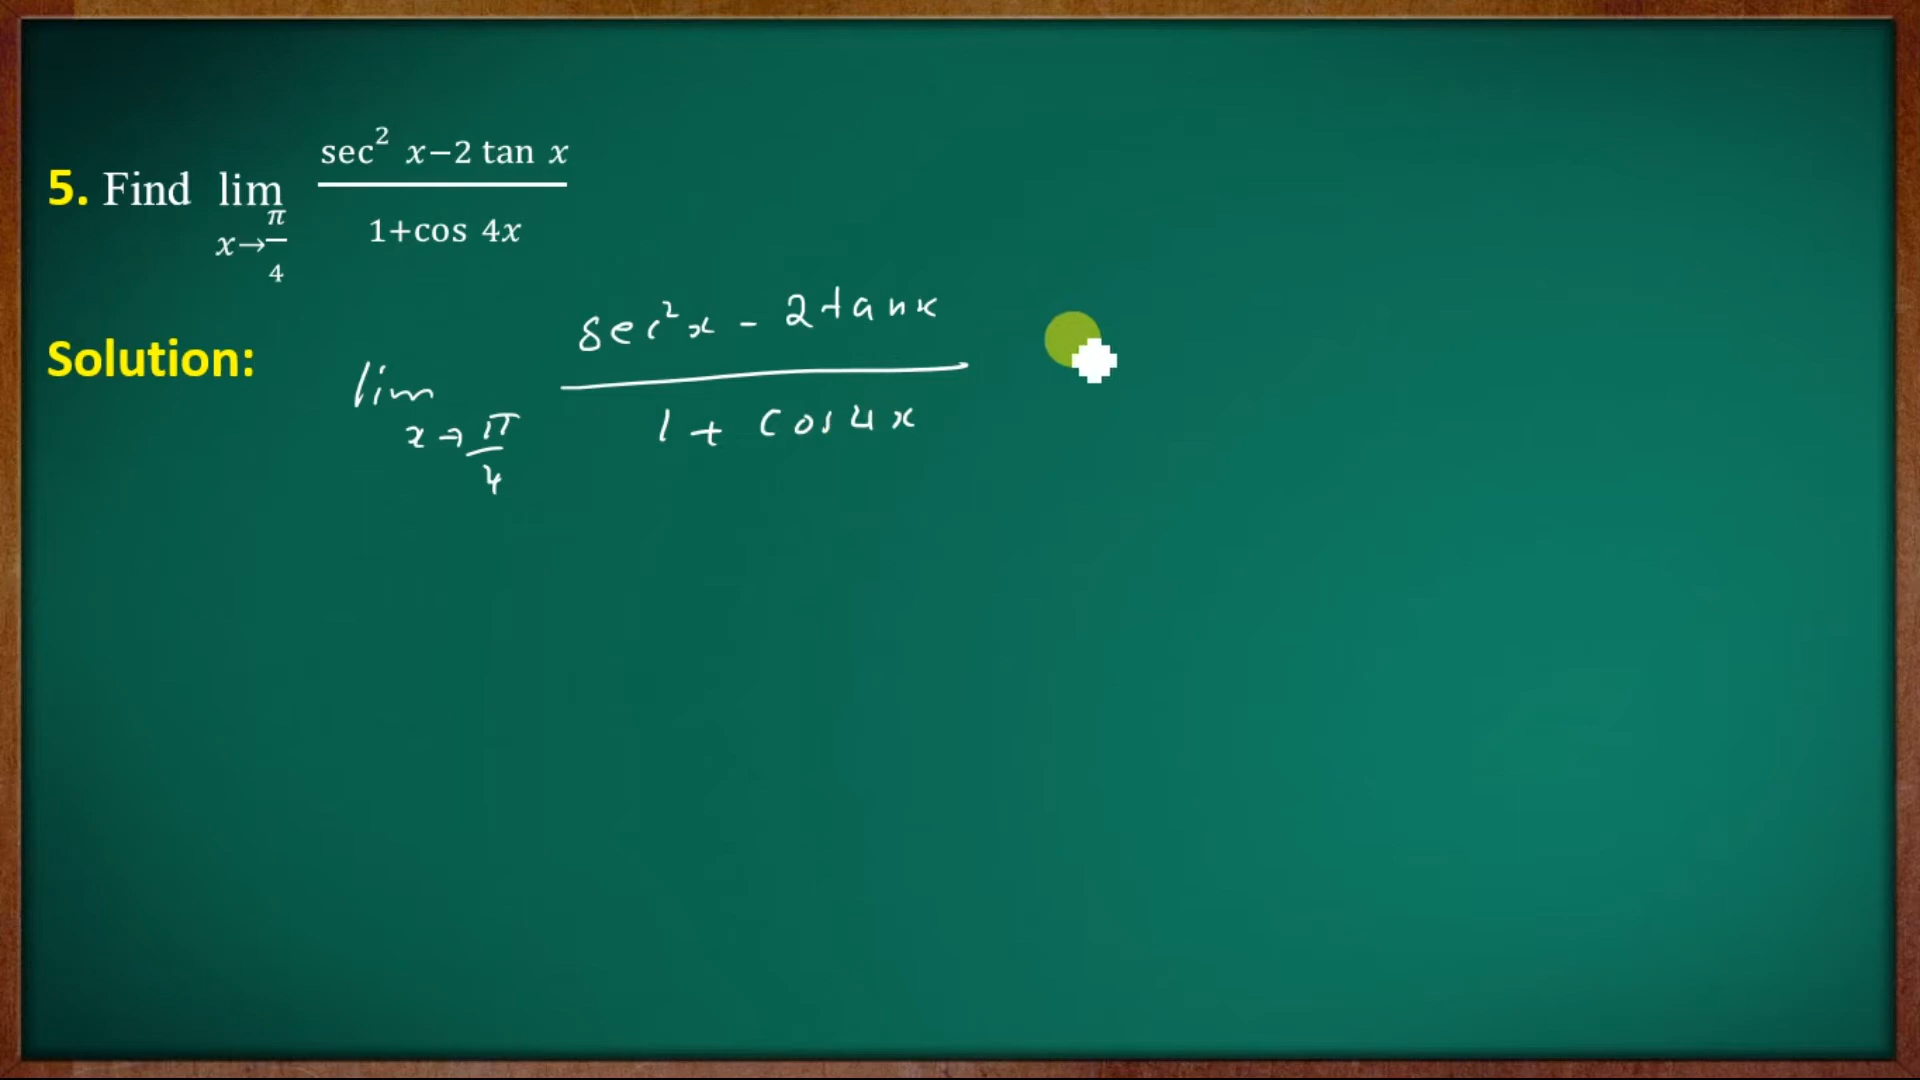 5. Find lim x→π/4 sec² x−2 tan x / 1+cos 4x
Solution:
lim x→π/4 sec²x - 2tanx / 1 + cos4x